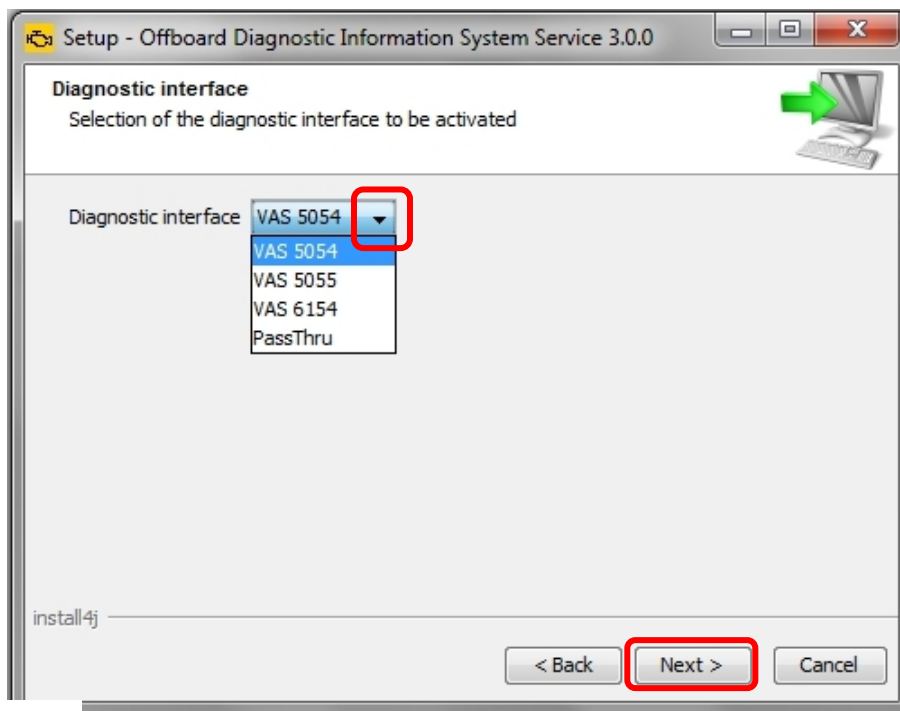 Setup - Offboard Diagnostic Information System Service 3.0.0
Diagnostic interface
Selection of the diagnostic interface to be activated
Diagnostic interface VAS 5054
VAS 5054
VAS 5055
VAS 6154
PassThru
install4j
< Back Next > Cancel